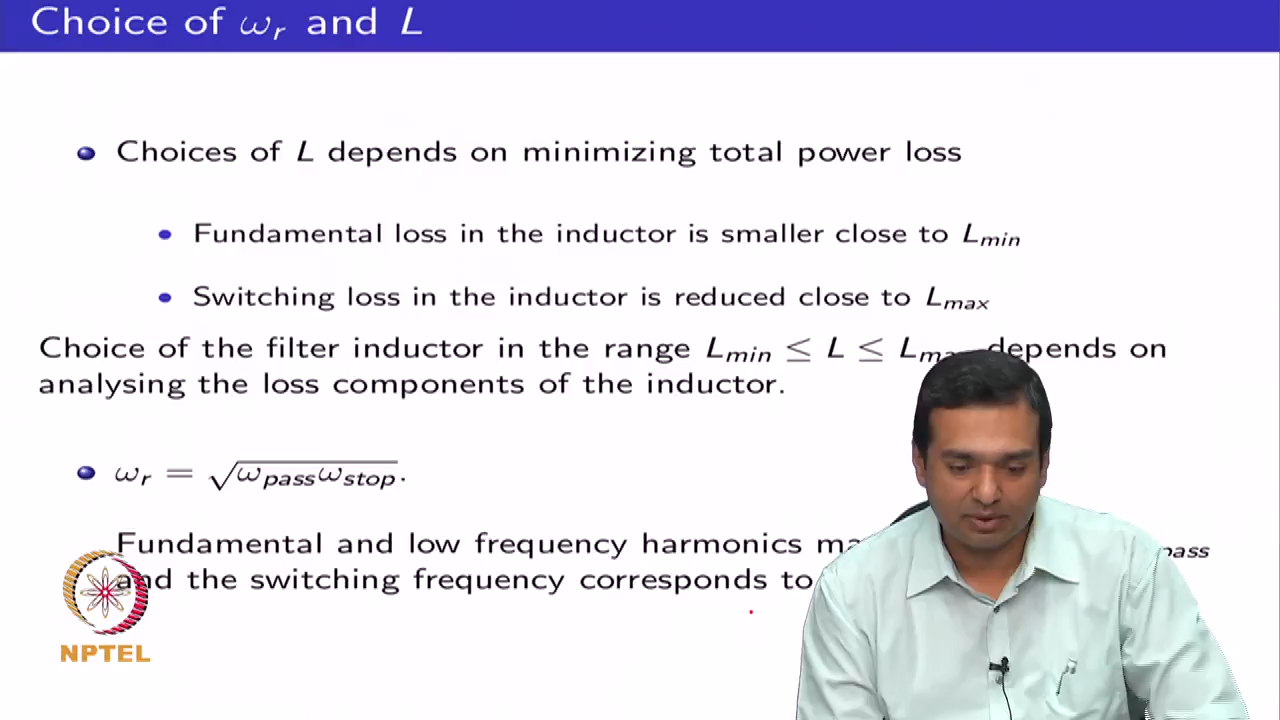 Choice of ωr and L
Choices of L depends on minimizing total power loss
Fundamental loss in the inductor is smaller close to Lmin
Switching loss in the inductor is reduced close to Lmax
Choice of the filter inductor in the range Lmin ≤ L ≤ Lma depends on
analysing the loss components of the inductor.
ωr = √ωpassωstop.
Fundamental and low frequency harmonics pass
and the switching frequency corresponds to
NPTEL